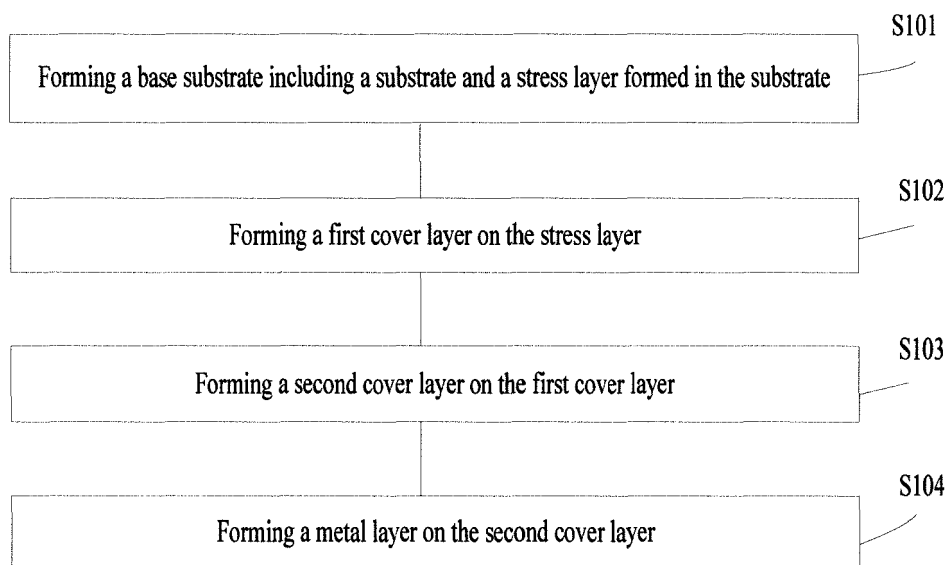 S101
Forming a base substrate including a substrate and a stress layer formed in the substrate
S102
Forming a first cover layer on the stress layer
S103
Forming a second cover layer on the first cover layer
S104
Forming a metal layer on the second cover layer